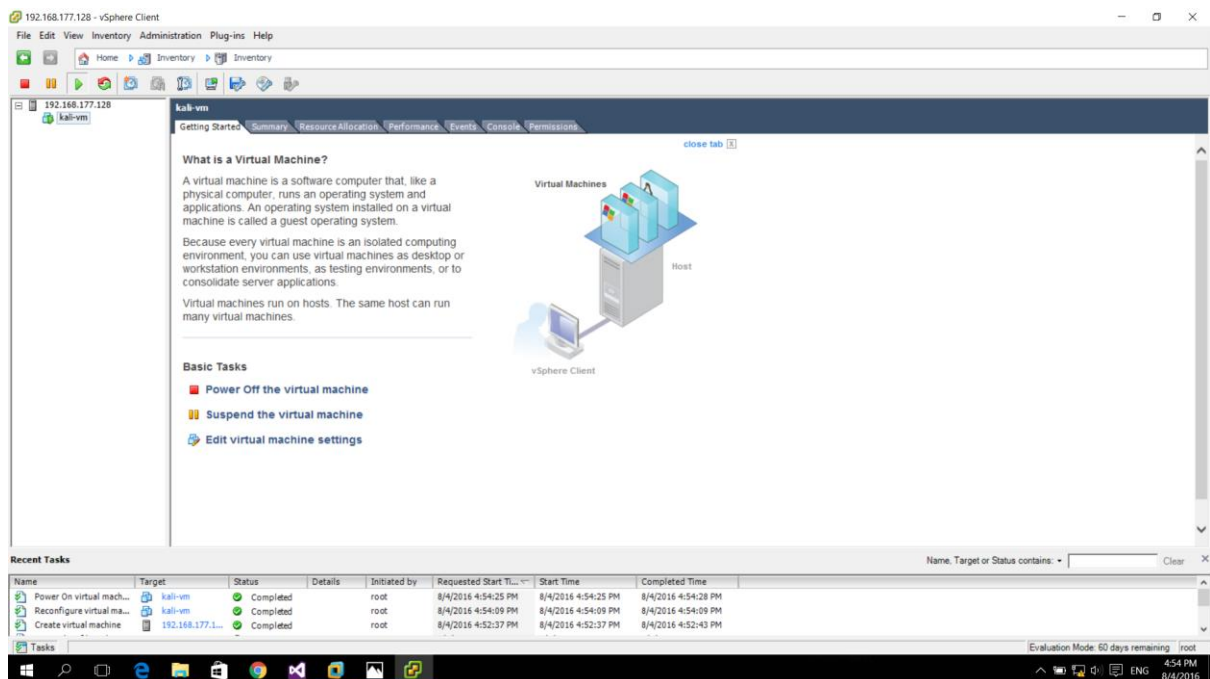 192.168.177.128 - vSphere Client
File Edit View Inventory Administration Plug-ins Help
Home Inventory Inventory
192.168.177.128
kali-vm
kali-vm
Getting Started Summary Resource Allocation Performance Events Console Permissions
close tab
What is a Virtual Machine?
A virtual machine is a software computer that, like a
physical computer, runs an operating system and
applications. An operating system installed on a virtual
machine is called a guest operating system.
Because every virtual machine is an isolated computing
environment, you can use virtual machines as desktop or
workstation environments, as testing environments, or to
consolidate server applications.
Virtual machines run on hosts. The same host can run
many virtual machines.
Virtual Machines
Host
vSphere Client
Basic Tasks
Power Off the virtual machine
Suspend the virtual machine
Edit virtual machine settings
Recent Tasks
Name, Target or Status contains:
Clear
Name Target Status Details Initiated by Requested Start Ti... Start Time Completed Time
Power On virtual mach... kali-vm Completed root 8/4/2016 4:54:25 PM 8/4/2016 4:54:25 PM 8/4/2016 4:54:28 PM
Reconfigure virtual ma... kali-vm Completed root 8/4/2016 4:54:09 PM 8/4/2016 4:54:09 PM 8/4/2016 4:54:09 PM
Create virtual machine 192.168.177.1... Completed root 8/4/2016 4:52:37 PM 8/4/2016 4:52:37 PM 8/4/2016 4:52:43 PM
Tasks
Evaluation Mode: 60 days remaining root
ENG
4:54 PM
8/4/2016